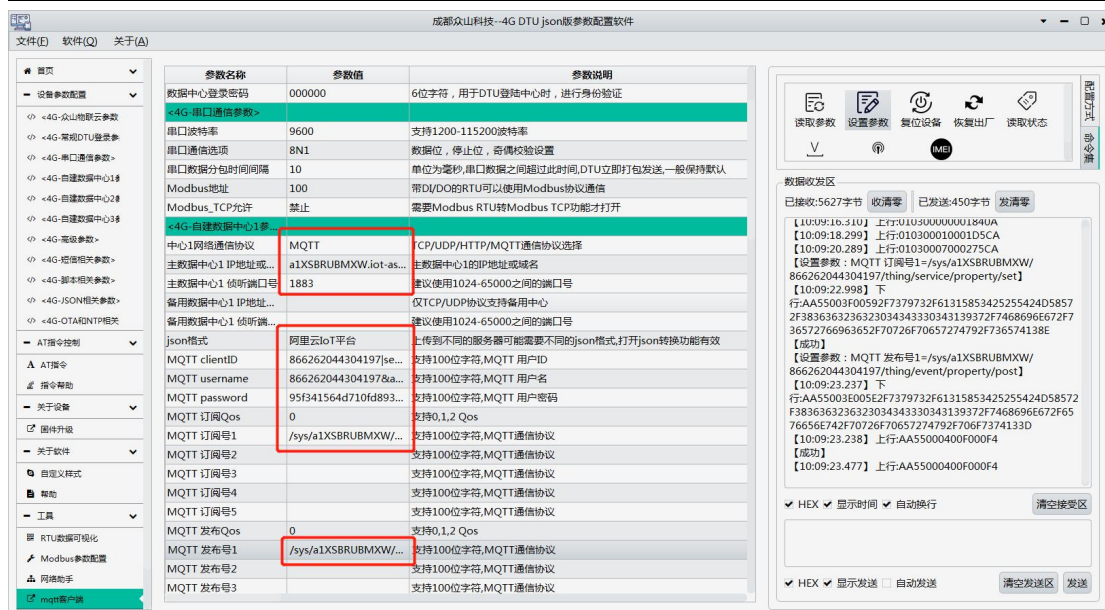 成都众山科技--4G DTU json版参数配置软件
文件(F) 软件(Q) 关于(A)
首页
设备参数配置
<4G-众山物联云参数
<4G-常规DTU登录参
<4G-串口通信参数>
<4G-自建数据中心1参
<4G-自建数据中心2参
<4G-自建数据中心3参
<4G-高级参数>
<4G-短信相关参数>
<4G-脚本相关参数>
<4G-JSON相关参数>
<4G-OTA和NTP相关
AT指令控制
AT指令
指令帮助
关于设备
固件升级
关于软件
自定义样式
帮助
工具
RTU数据可视化
Modbus参数配置
网络助手
mqtt客户端
参数名称 参数值 参数说明
数据中心登录密码 000000 6位字符，用于DTU登陆中心时，进行身份验证
<4G-串口通信参数>
串口波特率 9600 支持1200-115200波特率
串口通信选项 8N1 数据位，停止位，奇偶校验设置
串口数据分包时间间隔 10 单位为毫秒,串口数据之间超过此时间,DTU立即打包发送,一般保持默认
Modbus地址 100 带DI/DO的RTU可以使用Modbus协议通信
Modbus_TCP允许 禁止 需要Modbus RTU转Modbus TCP功能才打开
<4G-自建数据中心1参...
中心1网络通信协议 MQTT TCP/UDP/HTTP/MQTT通信协议选择
主数据中心1 IP地址或... a1XSBRUBMXW.iot-as... 主数据中心1的IP地址或域名
主数据中心1 侦听端口号 1883 建议使用1024-65000之间的端口号
备用数据中心1 IP地址... 仅TCP/UDP协议支持备用中心
备用数据中心1 侦听端... 建议使用1024-65000之间的端口号
json格式 阿里云IoT平台 上传到不同的服务器可能需要不同的json格式,打开json转换功能有效
MQTT clientID 866262044304197|se... 支持100位字符,MQTT 用户ID
MQTT username 866262044304197&a... 支持100位字符,MQTT 用户名
MQTT password 95f341564d710fd893... 支持100位字符,MQTT 用户密码
MQTT 订阅Qos 0 支持0,1,2 Qos
MQTT 订阅号1 /sys/a1XSBRUBMXW/... 支持100位字符,MQTT通信协议
MQTT 订阅号2 支持100位字符,MQTT通信协议
MQTT 订阅号3 支持100位字符,MQTT通信协议
MQTT 订阅号4 支持100位字符,MQTT通信协议
MQTT 订阅号5 支持100位字符,MQTT通信协议
MQTT 发布Qos 0 支持0,1,2 Qos
MQTT 发布号1 /sys/a1XSBRUBMXW/... 支持100位字符,MQTT通信协议
MQTT 发布号2 支持100位字符,MQTT通信协议
MQTT 发布号3 支持100位字符,MQTT通信协议
读取参数 设置参数 复位设备 恢复出厂 读取状态
V IMEI
配置方式
命令集
数据收发区
已接收:5627字节 收清零 已发送:450字节 发清零
【10:09:16.310】上行:010300000001840A
【10:09:18.299】上行:010300010001D5CA
【10:09:20.289】上行:01030007000275CA
【设置参数：MQTT 订阅号1=/sys/a1XSBRUBMXW/
866262044304197/thing/service/property/set】
【10:09:22.998】下
行:AA55003F00592F7379732F61315853425255424D5857
2F3836363236323034343330343139372F7468696E672F7
36572766963652F70726F70657274792F736574138E
【成功】
【设置参数：MQTT 发布号1=/sys/a1XSBRUBMXW/
866262044304197/thing/event/property/post】
【10:09:23.237】下
行:AA55003E005E2F7379732F61315853425255424D58572
F3836363236323034343330343139372F7468696E672F65
76656E742F70726F70657274792F706F7374133D
【10:09:23.238】上行:AA55000400F000F4
【成功】
【10:09:23.477】上行:AA55000400F000F4
HEX 显示时间 自动换行 清空接受区
HEX 显示发送 自动发送 清空发送区 发送